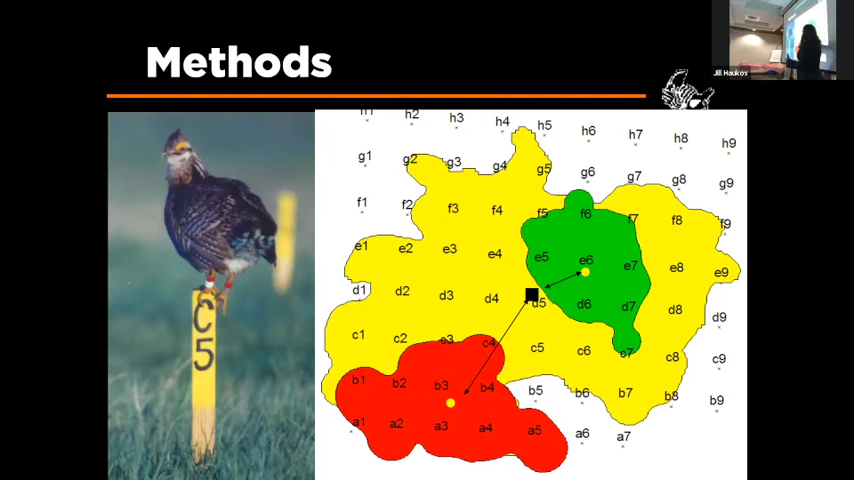 Methods
Jill Haukos
C
5
h1 h2 h3 h4 h5 h6 h7 h8 h9
g1 g2 g3 g4 g5 g6 g7 g8 g9
f1 f2 f3 f4 f5 f6 f7 f8 f9
e1 e2 e3 e4 e5 e6 e7 e8 e9
d1 d2 d3 d4 d5 d6 d7 d8 d9
c1 c2 c3 c4 c5 c6 c7 c8 c9
b1 b2 b3 b4 b5 b6 b7 b8 b9
a1 a2 a3 a4 a5 a6 a7